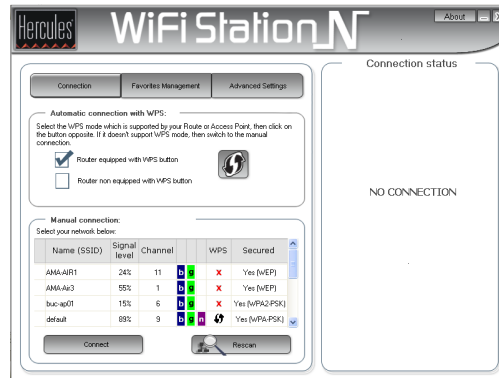 Hercules WiFi Station N About
Connection Favorites Management Advanced Settings
Connection status
Automatic connection with WPS:
Select the WPS mode which is supported by your Route or Access Point, then click on
the button opposite. If it doesn't support WPS mode, then switch to the manual
connection.
Router equipped with WPS button
Router non equipped with WPS button
NO CONNECTION
Manual connection:
Select your network below:
Name (SSID) Signal level Channel WPS Secured
AMA-AIR1 24% 11 b g x Yes (WEP)
AMA-Air3 55% 1 b g x Yes (WEP)
buc-ap01 15% 6 b g x Yes (WPA2-PSK)
default 89% 9 b g n Yes (WPA-PSK)
Connect Rescan